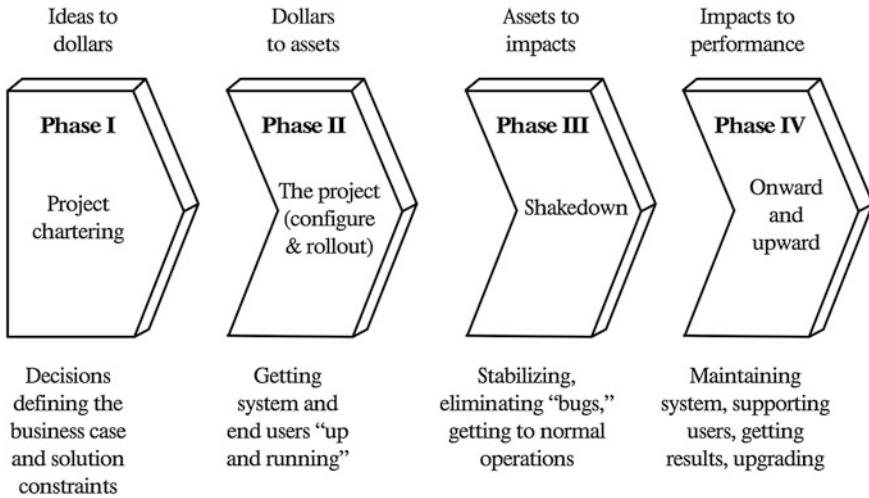 Ideas to
dollars
Dollars
to assets
Assets to
impacts
Impacts to
performance
Phase I
Project
chartering
Phase II
The project
(configure
& rollout)
Phase III
Shakedown
Phase IV
Onward
and
upward
Decisions
defining the
business case
and solution
constraints
Getting
system and
end users “up
and running”
Stabilizing,
eliminating “bugs,”
getting to normal
operations
Maintaining
system, supporting
users, getting
results, upgrading